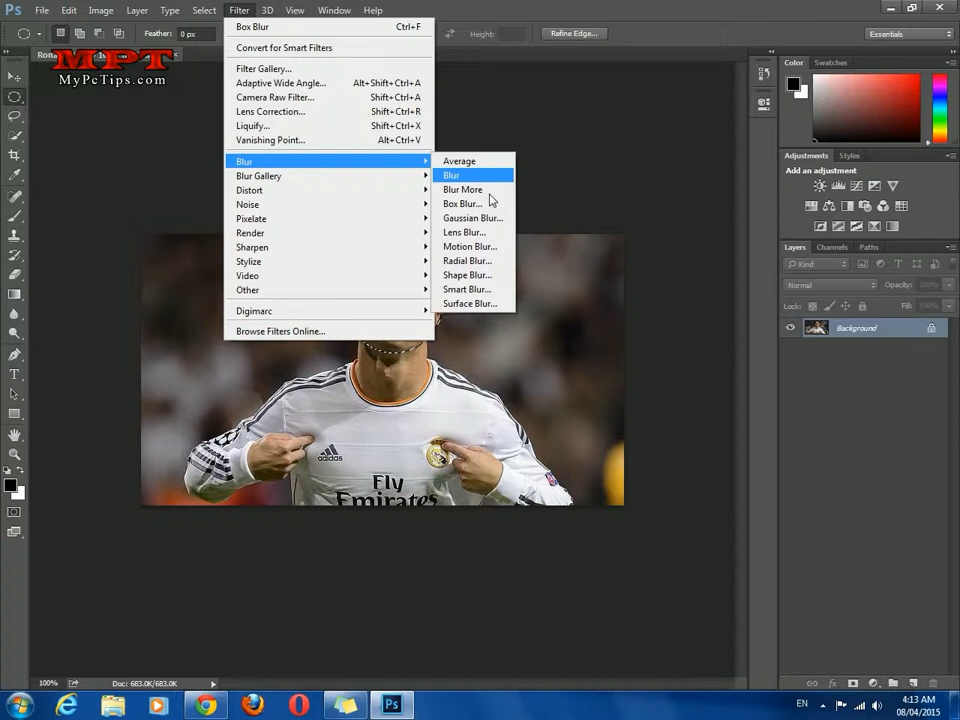 Ps File Edit Image Layer Type Select Filter 3D View Window Help
Feather: 0 px
Height:
Refine Edge...
Essentials
MPT
MyPcTips.com
Box Blur Ctrl+F
Convert for Smart Filters
Filter Gallery...
Adaptive Wide Angle... Alt+Shift+Ctrl+A
Camera Raw Filter... Shift+Ctrl+A
Lens Correction... Shift+Ctrl+R
Liquify... Shift+Ctrl+X
Vanishing Point... Alt+Ctrl+V
Blur
Blur Gallery
Distort
Noise
Pixelate
Render
Sharpen
Stylize
Video
Other
Digimarc
Browse Filters Online...
Average
Blur
Blur More
Box Blur...
Gaussian Blur...
Lens Blur...
Motion Blur...
Radial Blur...
Shape Blur...
Smart Blur...
Surface Blur...
Color Swatches
Adjustments Styles
Add an adjustment
Layers Channels Paths
Kind
Normal Opacity: 100%
Lock: Fill: 100%
Background
adidas
Fly
Emirates
100% Doc: 683.0K/683.0K
Ps
EN 4:13 AM
08/04/2015